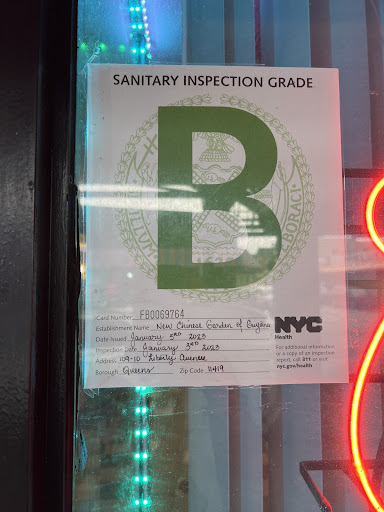 SANITARY INSPECTION GRADE
B
Card Number FB0069764
Establishment Name New Chinese Garden of Guyana
Date Issued January 3RD 2023
Inspection Date January 3RD 2023
Address 109-10 Liberty Avenue
Borough Queens Zip Code 11419
NYC
Health
For additional information
or a copy of an inspection
report, call 311 or visit
nyc.gov/health